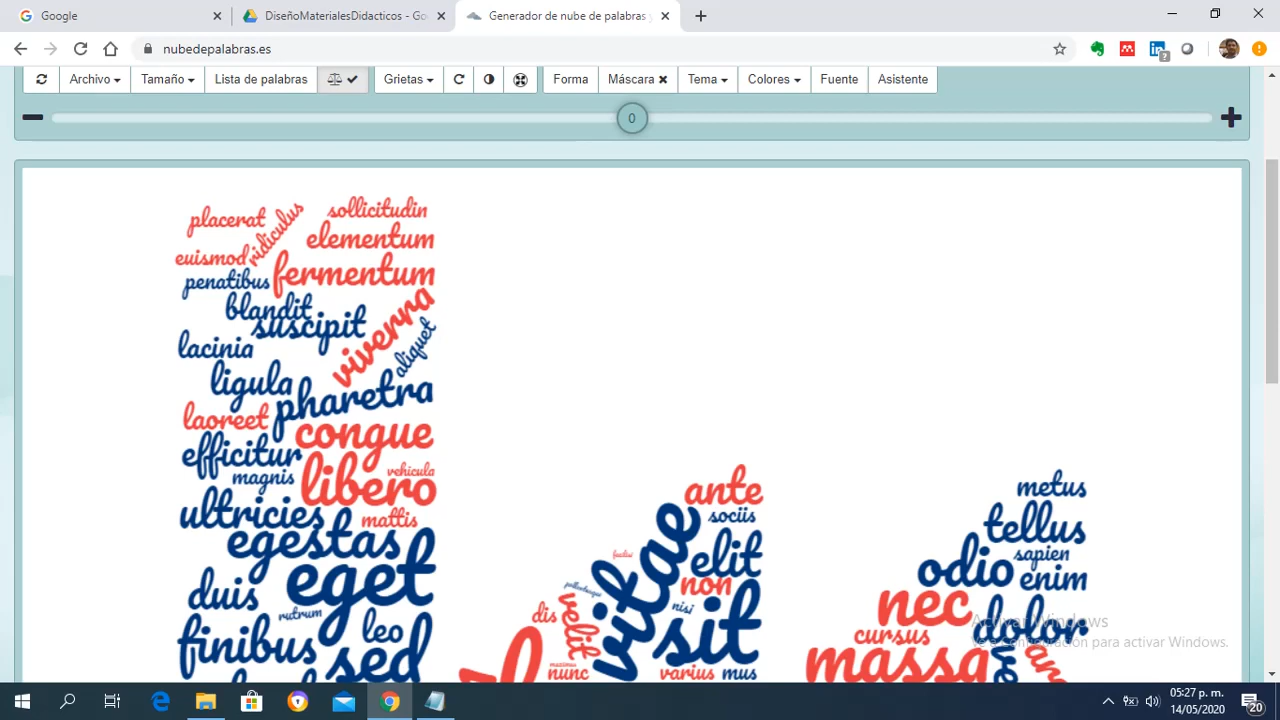 Google
DiseñoMaterialesDidacticos - Go
Generador de nube de palabras y
nubedepalabras.es
Archivo
Tamaño
Lista de palabras
Grietas
Forma
Máscara
Tema
Colores
Fuente
Asistente
0
placerat
ridiculus
sollicitudin
euismod
elementum
penatibus
fermentum
blandit
suscipit
viverra
lacinia
aliquet
ligula
pharetra
laoreet
congue
efficitur
magnis
vehicula
libero
ultricies
mattis
egestas
eget
duis
rutrum
leo
finibus
sed
ante
sociis
vitae
elit
non
nisi
dis
velit
sit
maximus
nunc
varius
mus
metus
tellus
sapien
odio
enim
nec
cursus
massa
Activar Windows
Ve a Configuración para activar Windows.
05:27 p. m.
14/05/2020
20